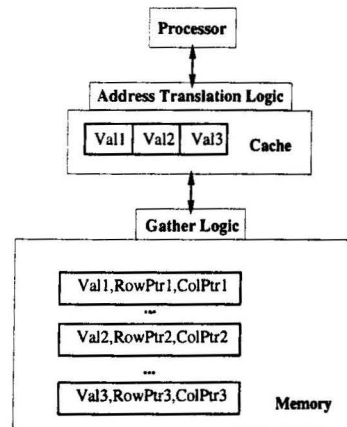 Processor
Address Translation Logic
Val1 Val2 Val3
Cache
Gather Logic
Val1,RowPtr1,ColPtr1
...
Val2,RowPtr2,ColPtr2
...
Val3,RowPtr3,ColPtr3
Memory